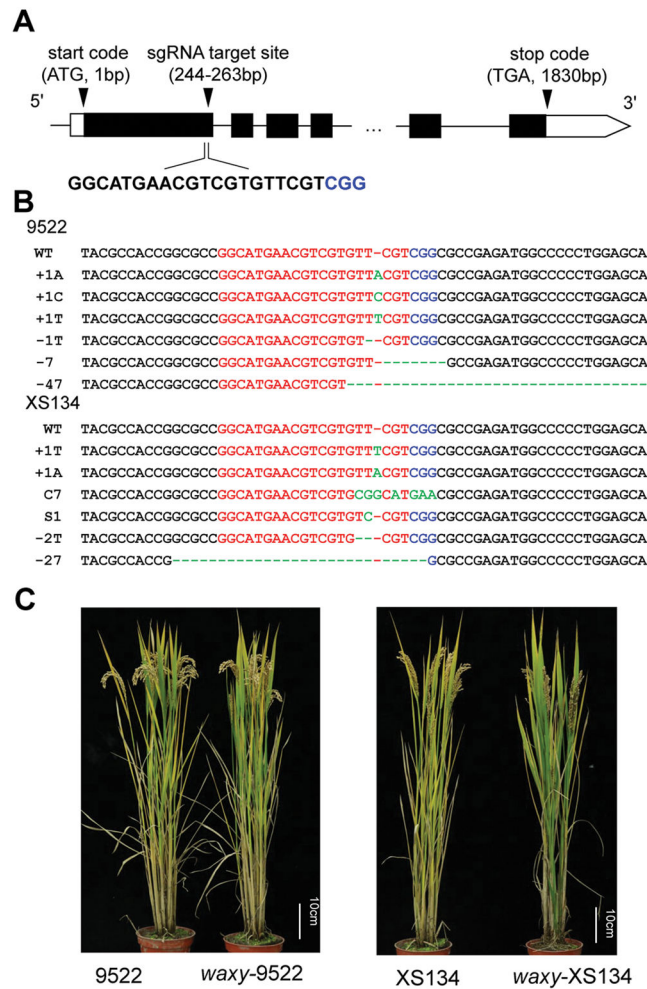 A
start code
(ATG, 1bp)
sgRNA target site
(244-263bp)
stop code
(TGA, 1830bp)
5' ... 3'
GGCATGAACGTCGTGTTCGTCGG
B
9522
WT TACGCCACCGGCGCCGGCATGAACGTCGTGTT-CGTCGGCGCCGAGATGGCCCCCTGGAGCA
+1A TACGCCACCGGCGCCGGCATGAACGTCGTGTTACGTCGGCGCCGAGATGGCCCCCTGGAGCA
+1C TACGCCACCGGCGCCGGCATGAACGTCGTGTTCCGTCGGCGCCGAGATGGCCCCCTGGAGCA
+1T TACGCCACCGGCGCCGGCATGAACGTCGTGTTTCGTCGGCGCCGAGATGGCCCCCTGGAGCA
-1T TACGCCACCGGCGCCGGCATGAACGTCGTGT--CGTCGGCGCCGAGATGGCCCCCTGGAGCA
-7 TACGCCACCGGCGCCGGCATGAACGTCGTGTT--------GCCGAGATGGCCCCCTGGAGCA
-47 TACGCCACCGGCGCCGGCATGAACGTCGT---------------------------------
XS134
WT TACGCCACCGGCGCCGGCATGAACGTCGTGTT-CGTCGGCGCCGAGATGGCCCCCTGGAGCA
+1T TACGCCACCGGCGCCGGCATGAACGTCGTGTTTCGTCGGCGCCGAGATGGCCCCCTGGAGCA
+1A TACGCCACCGGCGCCGGCATGAACGTCGTGTTACGTCGGCGCCGAGATGGCCCCCTGGAGCA
C7 TACGCCACCGGCGCCGGCATGAACGTCGTGCGGCATGAACGCCGAGATGGCCCCCTGGAGCA
S1 TACGCCACCGGCGCCGGCATGAACGTCGTGTC-CGTCGGCGCCGAGATGGCCCCCTGGAGCA
-2T TACGCCACCGGCGCCGGCATGAACGTCGTG---CGTCGGCGCCGAGATGGCCCCCTGGAGCA
-27 TACGCCACCG----------------------------GCGCCGAGATGGCCCCCTGGAGCA
C
10cm
10cm
9522
waxy-9522
XS134
waxy-XS134